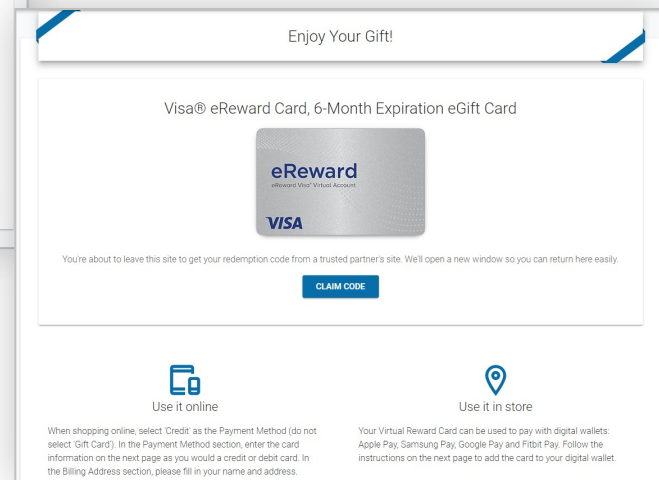 Enjoy Your Gift!
Visa® eReward Card, 6-Month Expiration eGift Card
eReward
eReward Visa® Virtual Account
VISA
You're about to leave this site to get your redemption code from a trusted partner's site. We'll open a new window so you can return here easily.
CLAIM CODE
Use it online
When shopping online, select 'Credit' as the Payment Method (do not
select 'Gift Card'). In the Payment Method section, enter the card
information on the next page as you would a credit or debit card. In
the Billing Address section, please fill in your name and address.
Use it in store
Your Virtual Reward Card can be used to pay with digital wallets:
Apple Pay, Samsung Pay, Google Pay and Fitbit Pay. Follow the
instructions on the next page to add the card to your digital wallet.